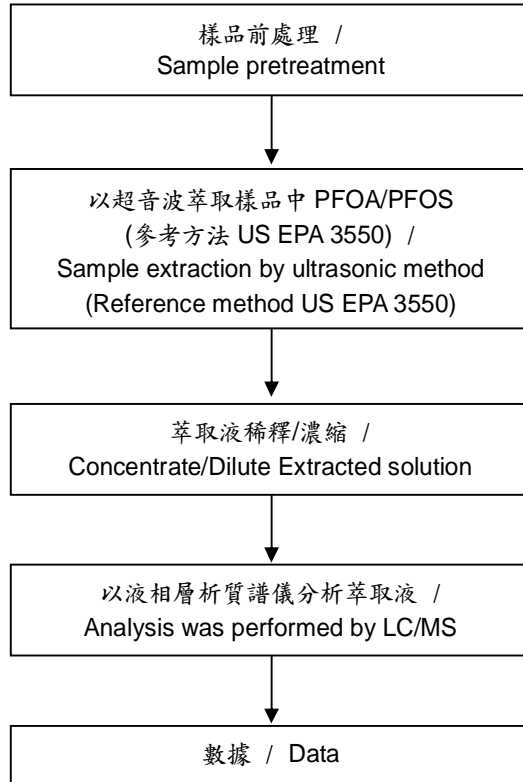 樣品前處理 /
Sample pretreatment
以超音波萃取樣品中 PFOA/PFOS
(參考方法 US EPA 3550) /
Sample extraction by ultrasonic method
(Reference method US EPA 3550)
萃取液稀釋/濃縮 /
Concentrate/Dilute Extracted solution
以液相層析質譜儀分析萃取液 /
Analysis was performed by LC/MS
數據 / Data